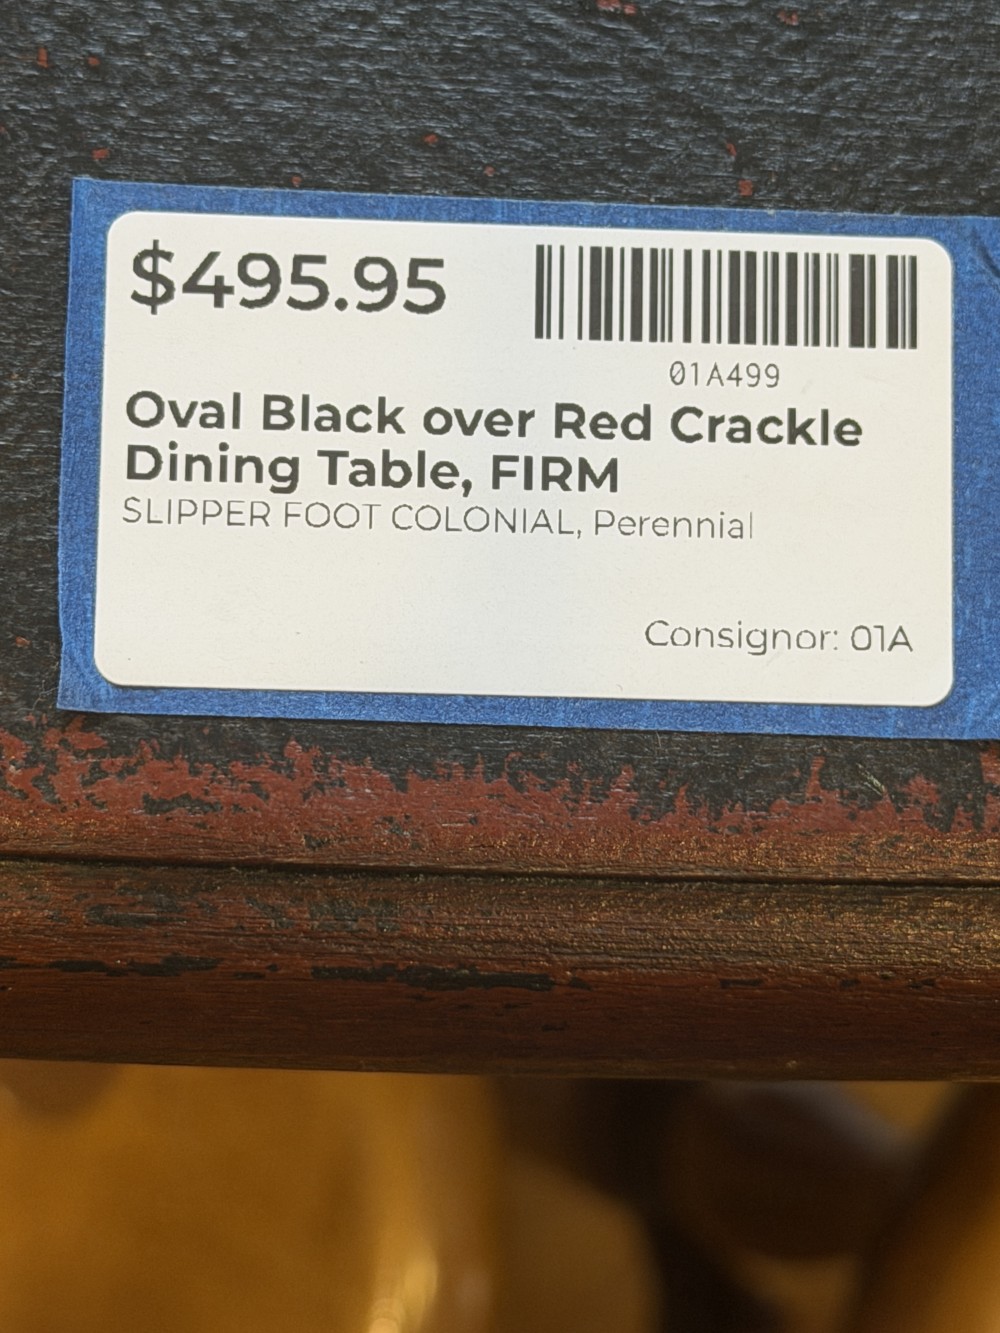 $495.95
01A499
Oval Black over Red Crackle
Dining Table, FIRM
SLIPPER FOOT COLONIAL, Perennial
Consignor: 01A